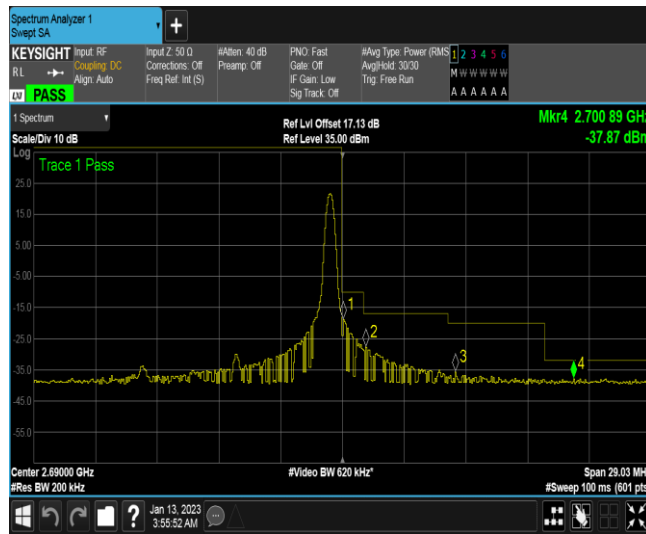 Spectrum Analyzer 1
Swept SA
+
KEYSIGHT
RL
LXI
PASS
Input: RF
Coupling: DC
Align: Auto
Input Z: 50 Ω
Corrections: Off
Freq Ref: Int (S)
#Atten: 40 dB
Preamp: Off
PNO: Fast
Gate: Off
IF Gain: Low
Sig Track: Off
#Avg Type: Power (RMS
Avg|Hold: 30/30
Trig: Free Run
1 2 3 4 5 6
M W W W W W
A A A A A A
1 Spectrum
Scale/Div 10 dB
Ref Lvl Offset 17.13 dB
Ref Level 35.00 dBm
Mkr4 2.700 89 GHz
-37.87 dBm
Log
Trace 1 Pass
25.0
15.0
5.00
-5.00
-15.0
-25.0
-35.0
-45.0
-55.0
1
2
3
4
Center 2.69000 GHz
#Res BW 200 kHz
#Video BW 620 kHz*
Span 29.03 MH
#Sweep 100 ms (601 pts
?
Jan 13, 2023
3:55:52 AM